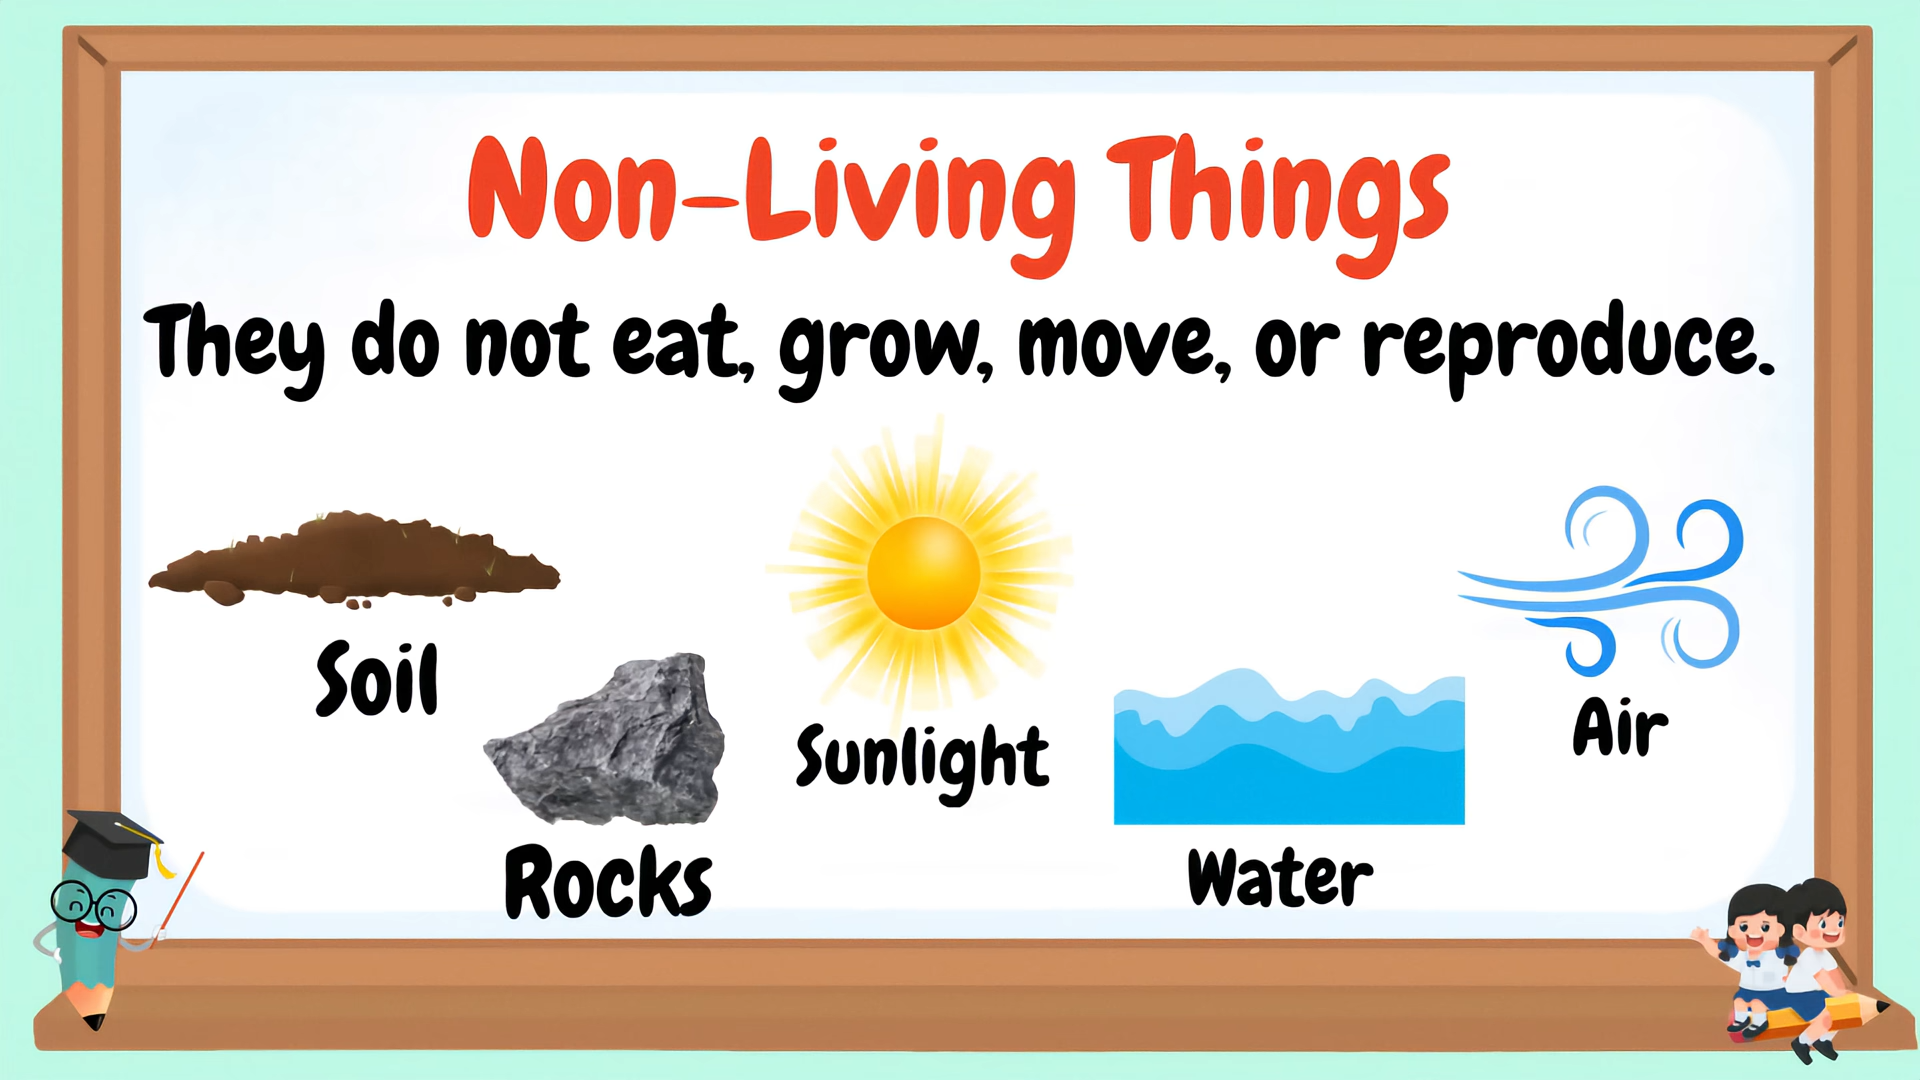 Non-Living Things
They do not eat, grow, move, or reproduce.
Soil
Rocks
Sunlight
Water
Air